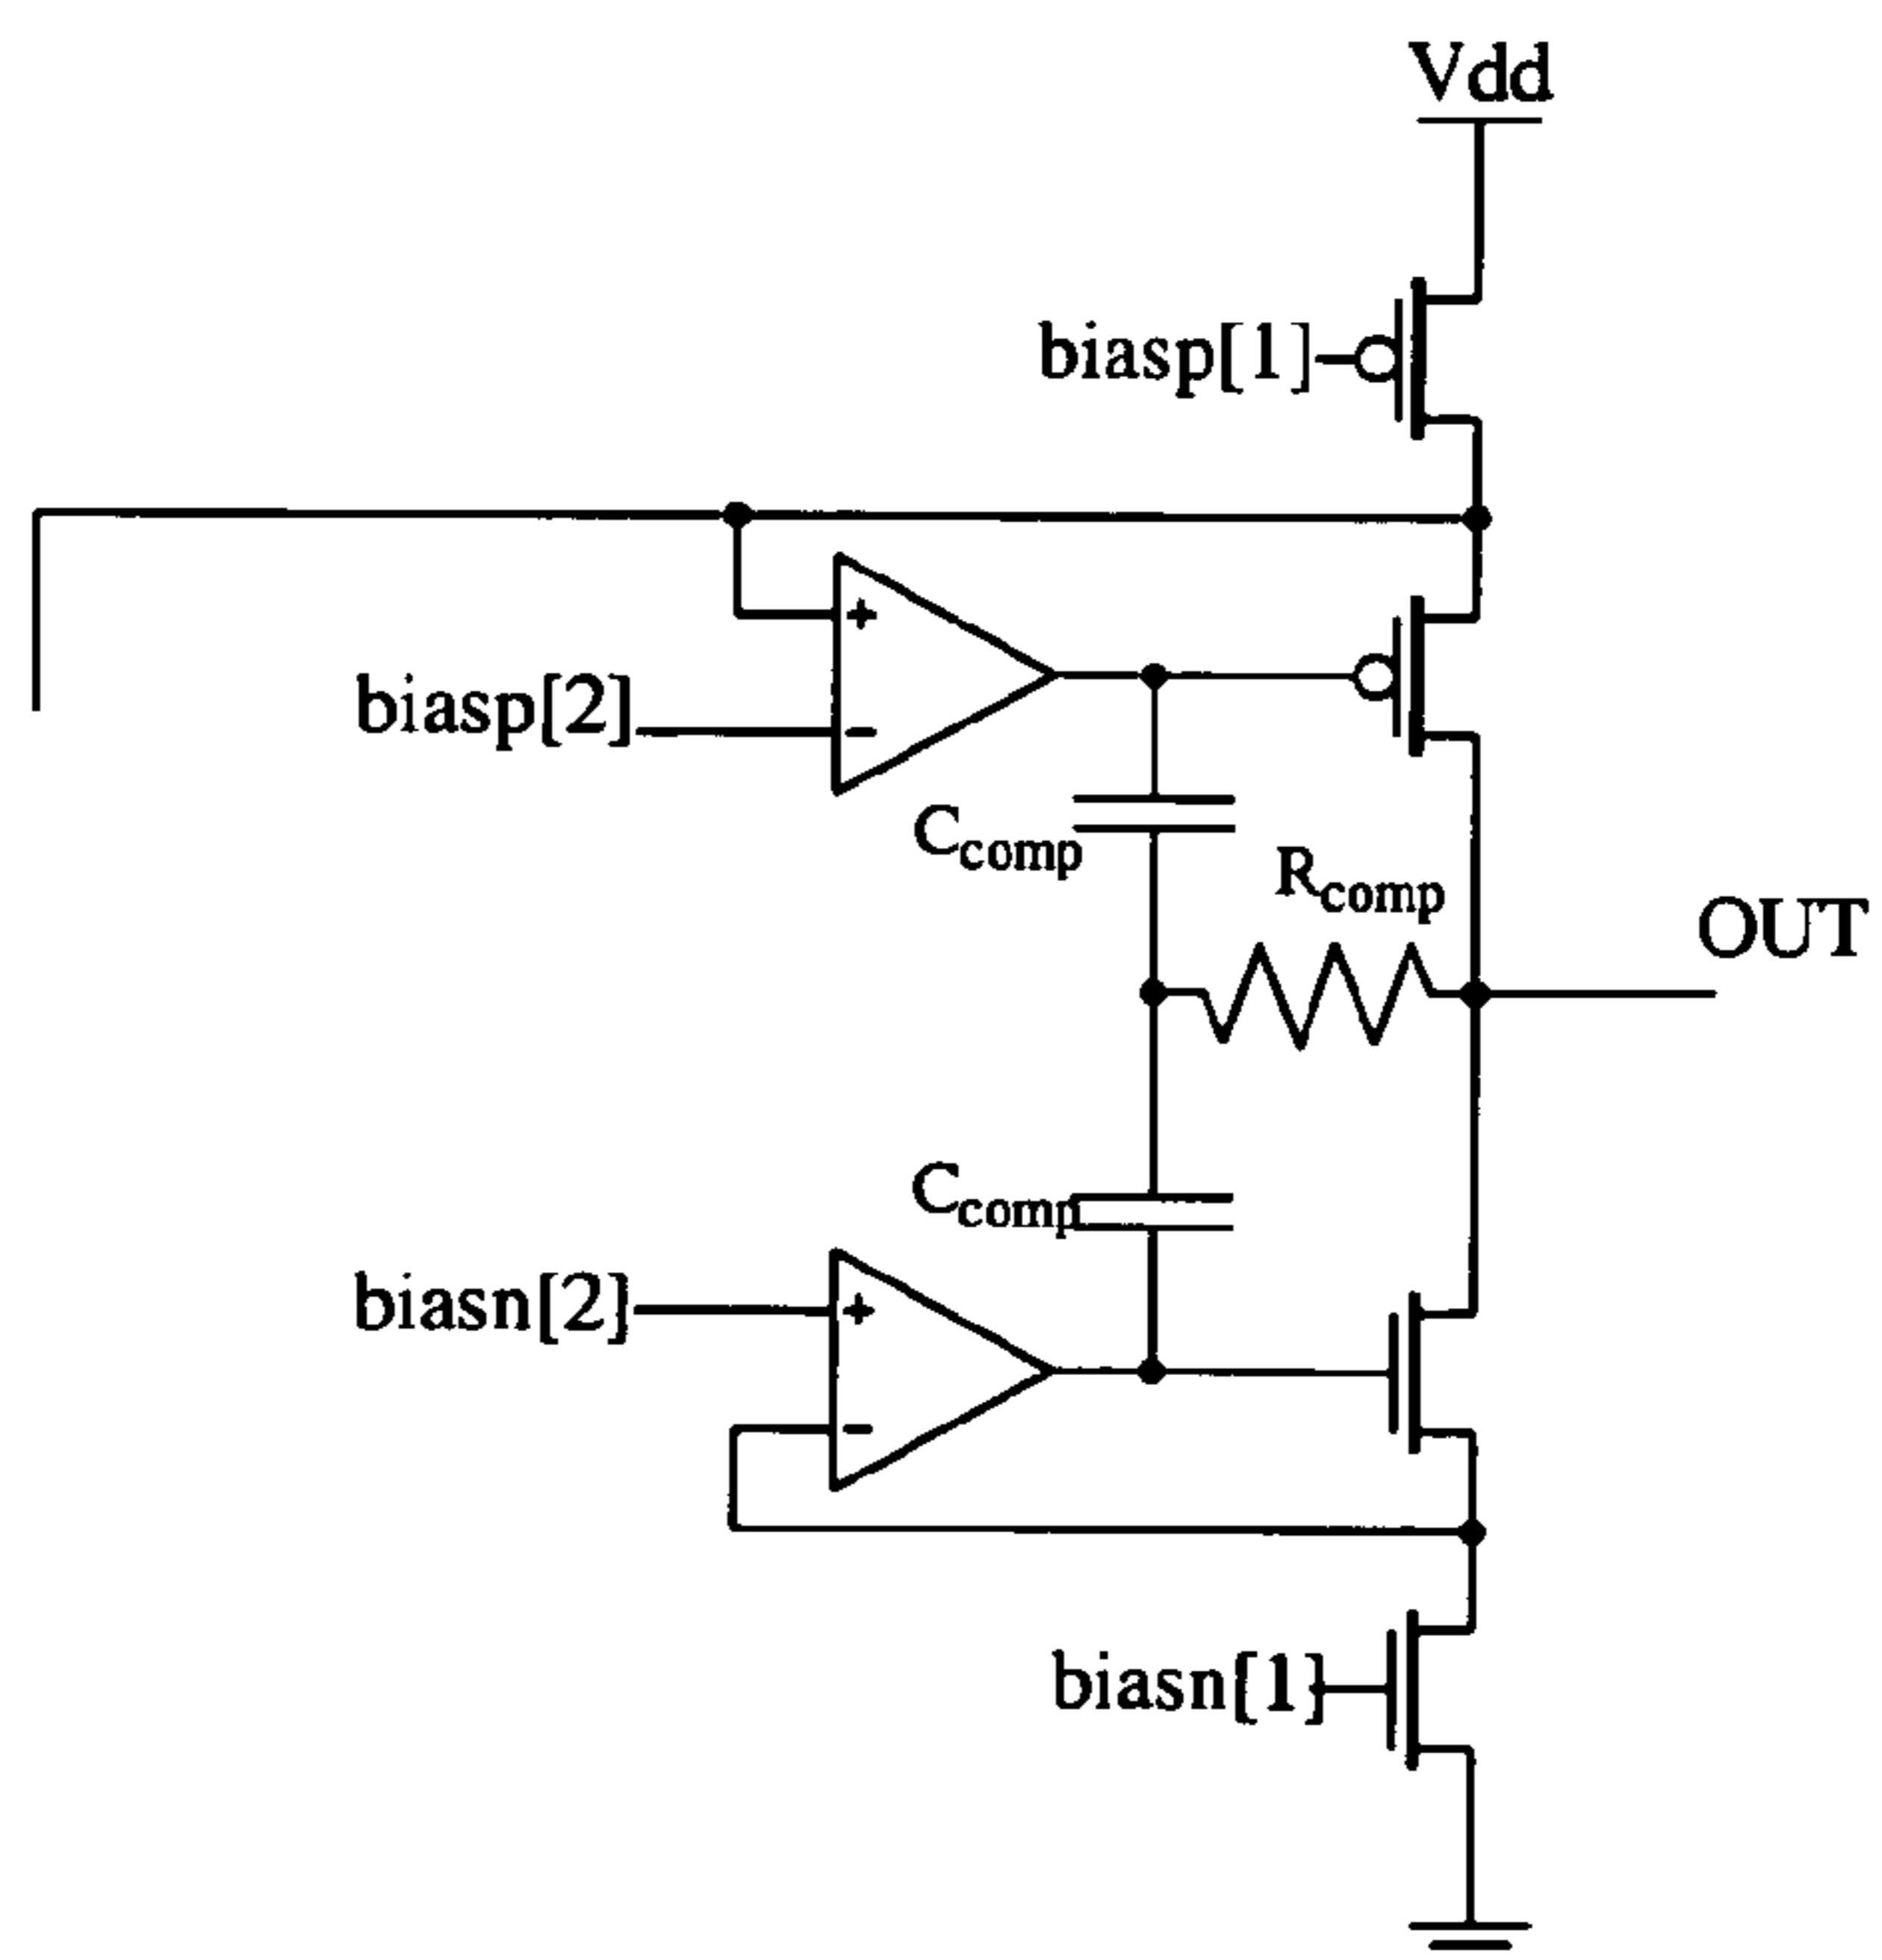 Vdd
biasp[1]
+
biasp[2]
-
Ccomp
Rcomp
OUT
Ccomp
biasn[2]
+
-
biasn[1]